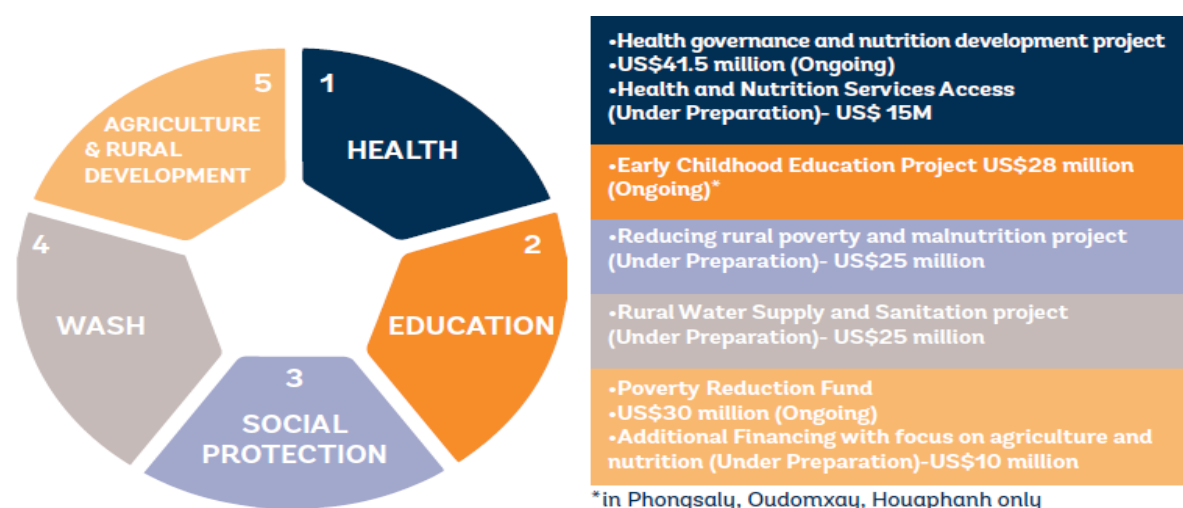 1
HEALTH
2
EDUCATION
3
SOCIAL
PROTECTION
4
WASH
5
AGRICULTURE
& RURAL
DEVELOPMENT
•Health governance and nutrition development project
•US$41.5 million (Ongoing)
•Health and Nutrition Services Access
(Under Preparation)- US$ 15M
•Early Childhood Education Project US$28 million
(Ongoing)*
•Reducing rural poverty and malnutrition project
(Under Preparation)- US$25 million
•Rural Water Supply and Sanitation project
(Under Preparation)- US$25 million
•Poverty Reduction Fund
•US$30 million (Ongoing)
•Additional Financing with focus on agriculture and
nutrition (Under Preparation)-US$10 million
*in Phongsaly, Oudomxay, Houaphanh only